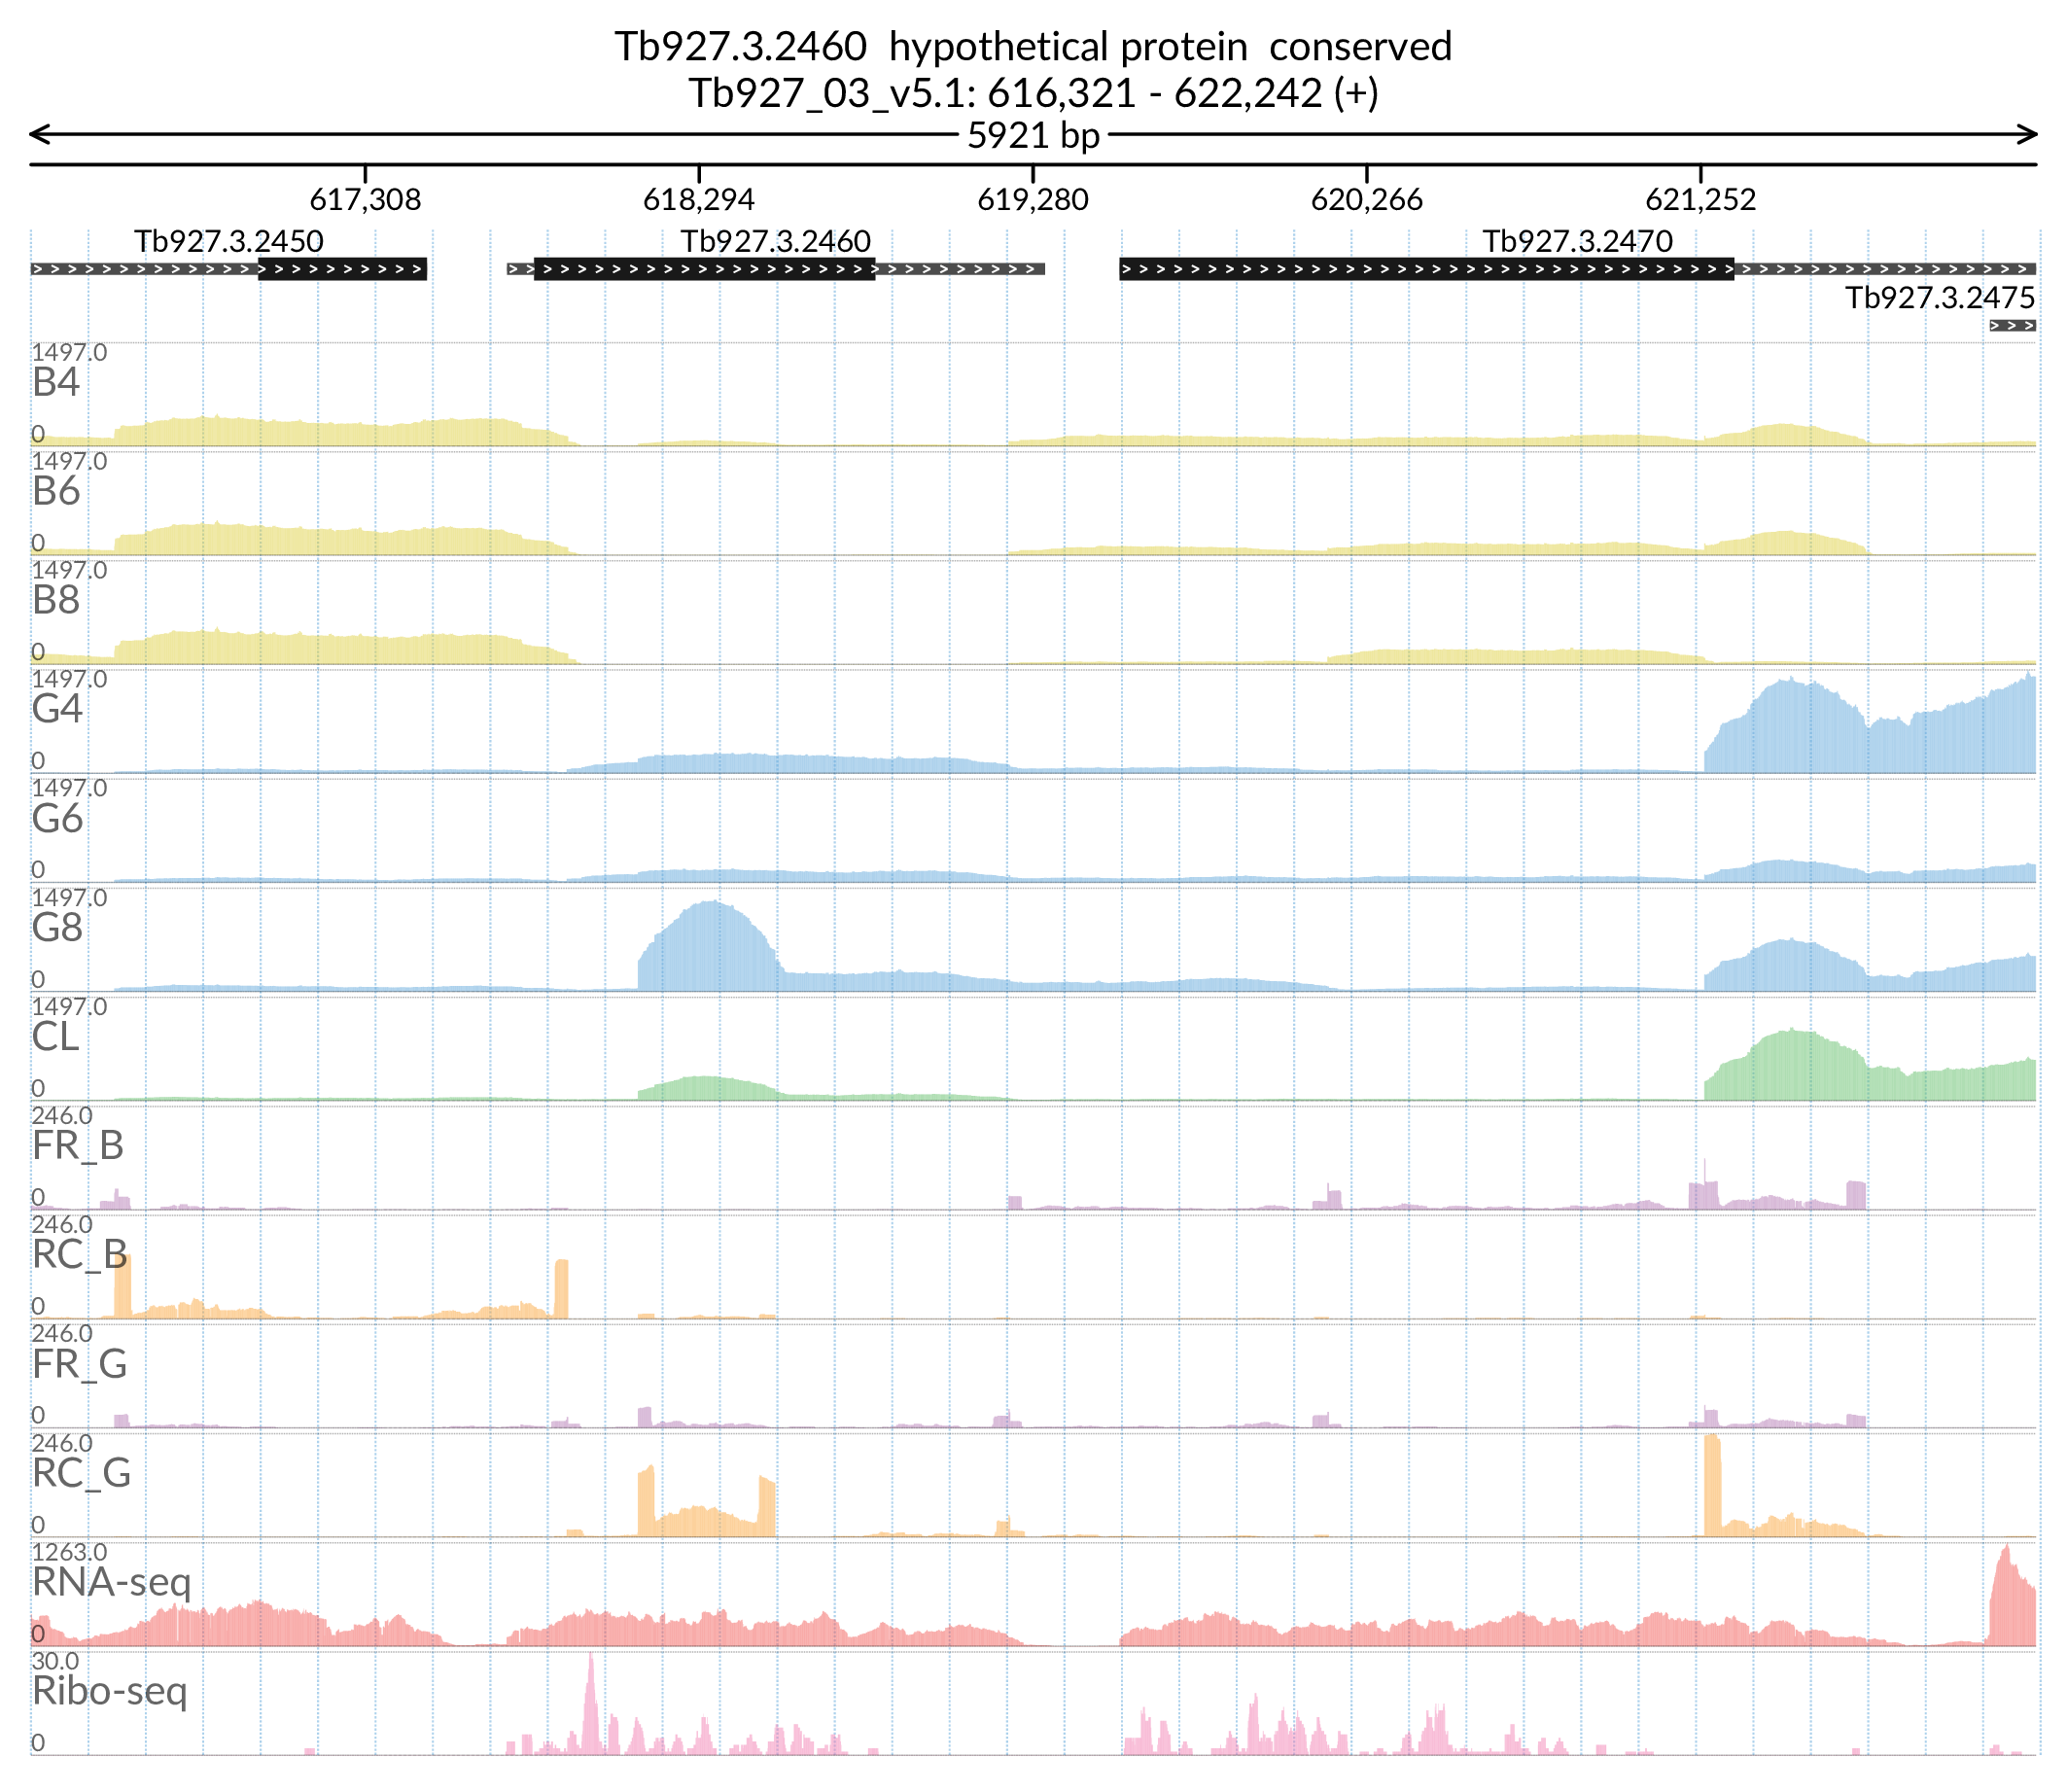 Tb927.3.2460 hypothetical protein conserved
Tb927_03_v5.1: 616,321 - 622,242 (+)
5921 bp
617,308 618,294 619,280 620,266 621,252
Tb927.3.2450 Tb927.3.2460 Tb927.3.2470
Tb927.3.2475
1497.0
B4
0
1497.0
B6
0
1497.0
B8
0
1497.0
G4
0
1497.0
G6
0
1497.0
G8
0
1497.0
CL
0
246.0
FR_B
0
246.0
RC_B
0
246.0
FR_G
0
246.0
RC_G
0
1263.0
RNA-seq
0
30.0
Ribo-seq
0